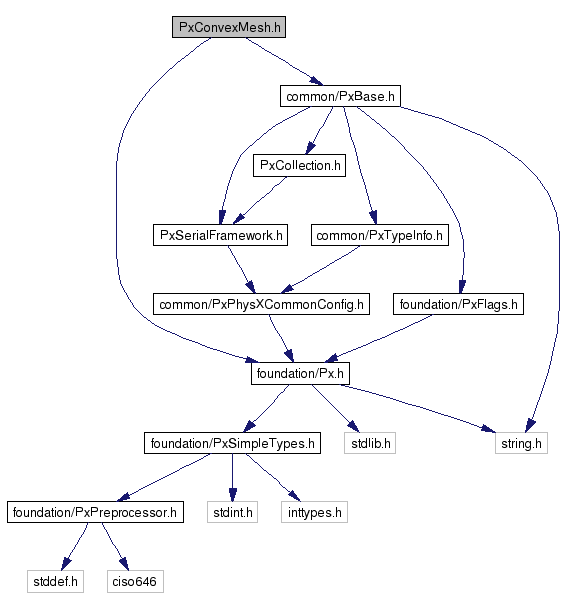 PxConvexMesh.h
common/PxBase.h
PxCollection.h
PxSerialFramework.h
common/PxTypeInfo.h
common/PxPhysXCommonConfig.h
foundation/PxFlags.h
foundation/Px.h
foundation/PxSimpleTypes.h
stdlib.h
string.h
foundation/PxPreprocessor.h
stdint.h
inttypes.h
stddef.h
ciso646